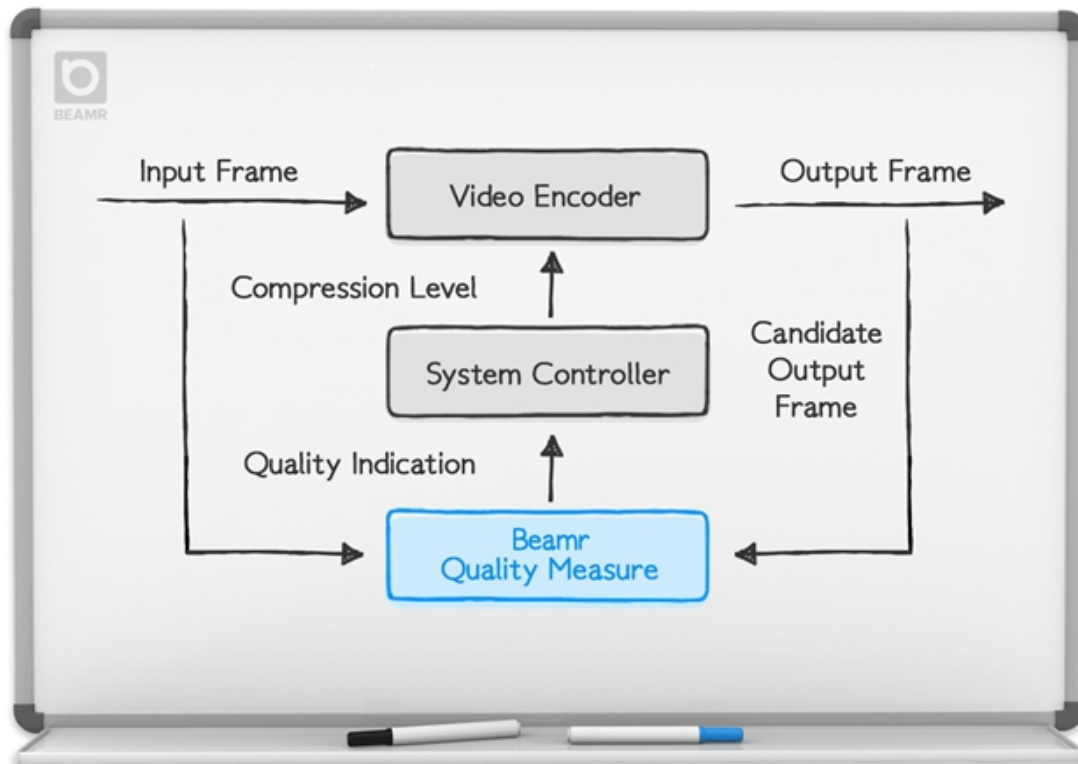 BEAMR
Input Frame
Video Encoder
Output Frame
Compression Level
System Controller
Candidate
Output
Frame
Quality Indication
Beamr
Quality Measure